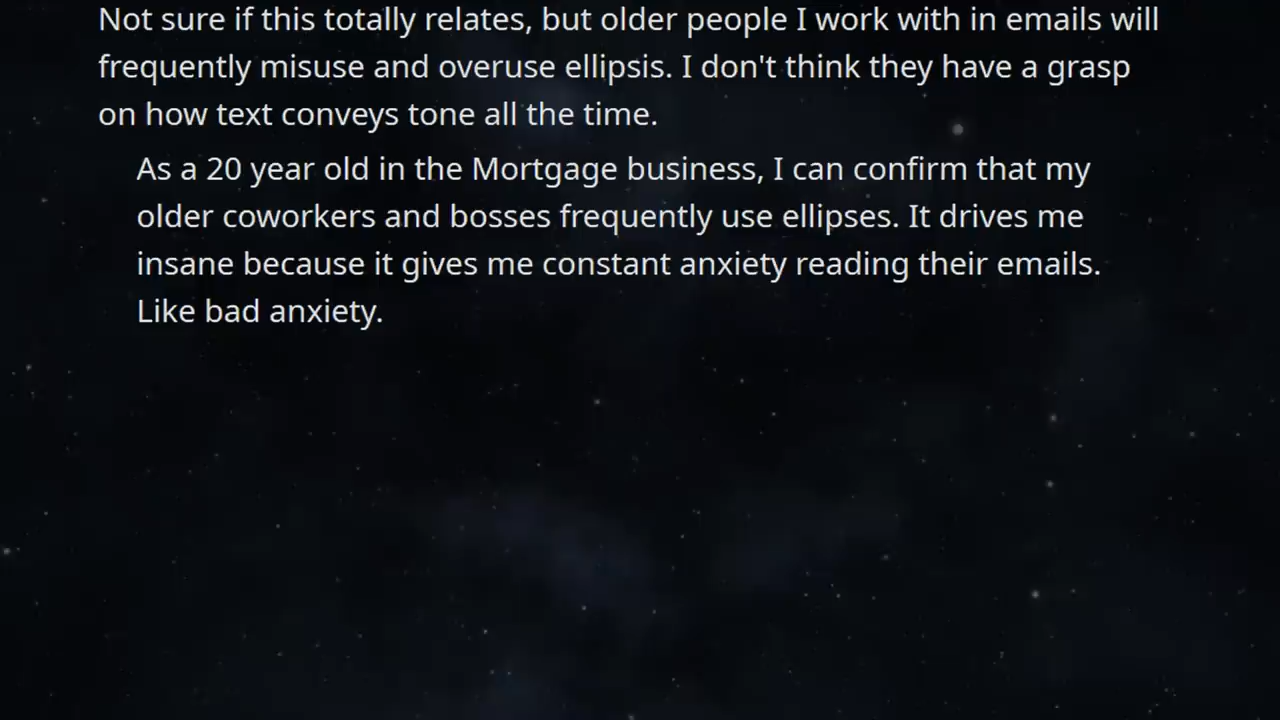 Not sure if this totally relates, but older people I work with in emails will
frequently misuse and overuse ellipsis. I don't think they have a grasp
on how text conveys tone all the time.
As a 20 year old in the Mortgage business, I can confirm that my
older coworkers and bosses frequently use ellipses. It drives me
insane because it gives me constant anxiety reading their emails.
Like bad anxiety.